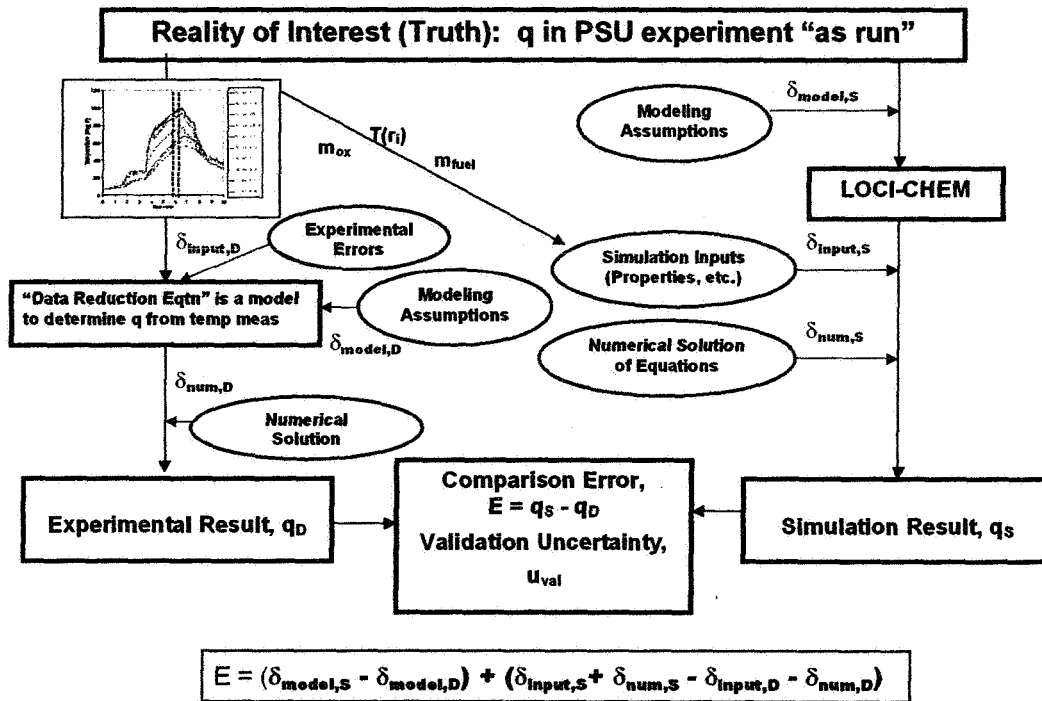 Reality of Interest (Truth): q in PSU experiment “as run”
δmodel,S
Modeling
Assumptions
T(ri)
mox
mfuel
LOCI-CHEM
δinput,D
Experimental
Errors
Simulation Inputs
(Properties, etc.)
δinput,S
“Data Reduction Eqtn” is a model
to determine q from temp meas
Modeling
Assumptions
δmodel,D
Numerical Solution
of Equations
δnum,S
δnum,D
Numerical
Solution
Experimental Result, qD
Comparison Error,
E = qS - qD
Validation Uncertainty,
uval
Simulation Result, qS
E = (δmodel,S - δmodel,D) + (δinput,S+ δnum,S - δinput,D - δnum,D)